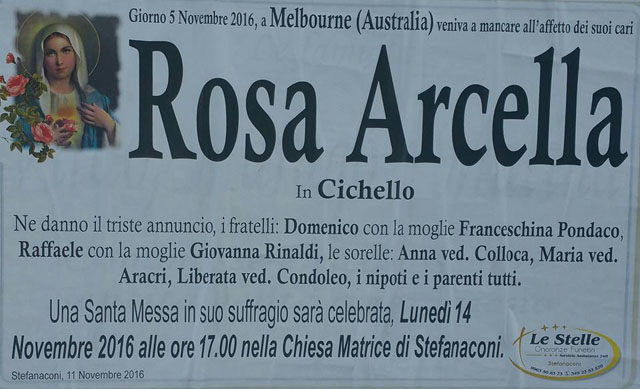 Giorno 5 Novembre 2016, a Melbourne (Australia) veniva a mancare all'affetto dei suoi cari
Rosa Arcella
In Cichello
Ne danno il triste annuncio, i fratelli: Domenico con la moglie Franceschina Pondaco,
Raffaele con la moglie Giovanna Rinaldi, le sorelle: Anna ved. Colloca, Maria ved.
Aracri, Liberata ved. Condoleo, i nipoti e i parenti tutti.
Una Santa Messa in suo suffragio sarà celebrata, Lunedì 14
Novembre 2016 alle ore 17.00 nella Chiesa Matrice di Stefanaconi.
Le Stelle
Onoranze Funebri
Stefanaconi
Stefanaconi, 11 Novembre 2016